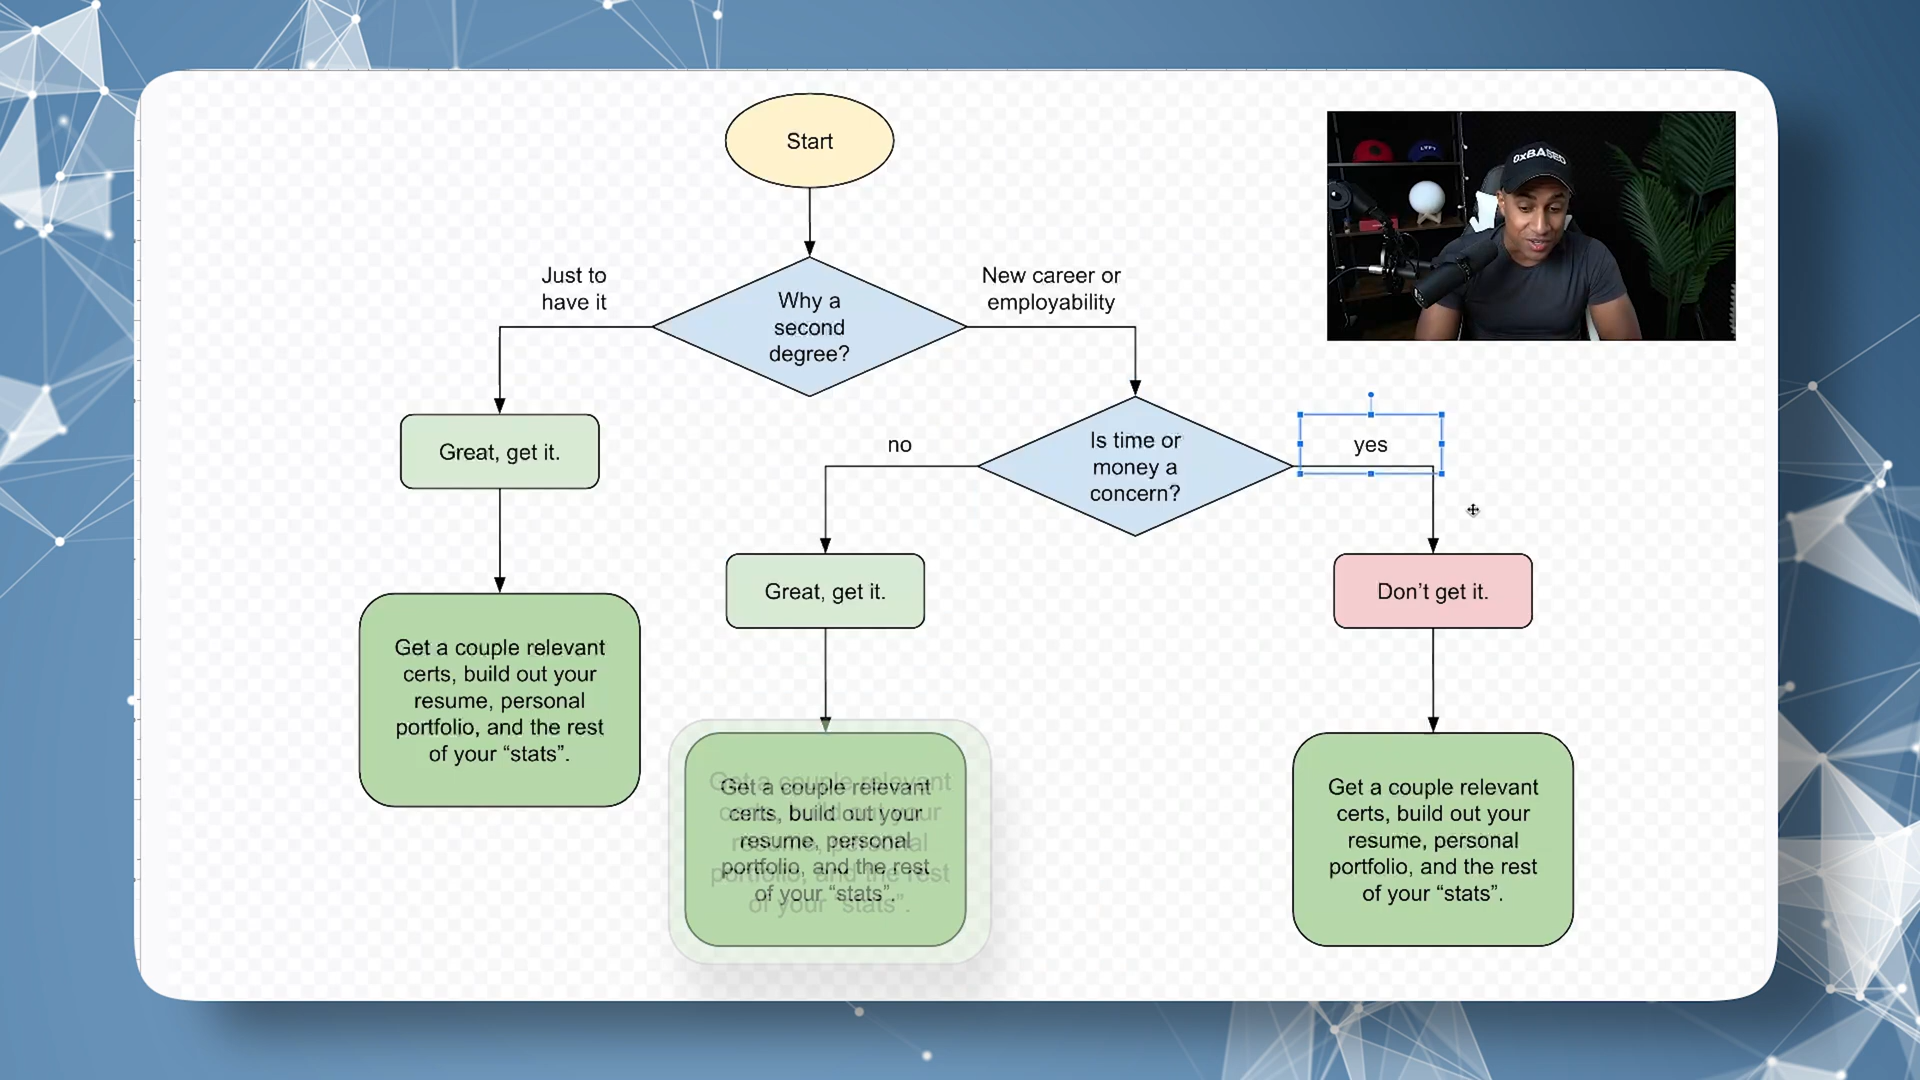 Start
0xBASED
LYFT
Just to
have it
Why a
second
degree?
New career or
employability
Great, get it.
no
Is time or
money a
concern?
yes
Great, get it.
Don’t get it.
Get a couple relevant
certs, build out your
resume, personal
portfolio, and the rest
of your “stats”.
Get a couple relevant
certs, build out your
resume, personal
portfolio, and the rest
of your “stats”.
Get a couple relevant
certs, build out your
resume, personal
portfolio, and the rest
of your “stats”.